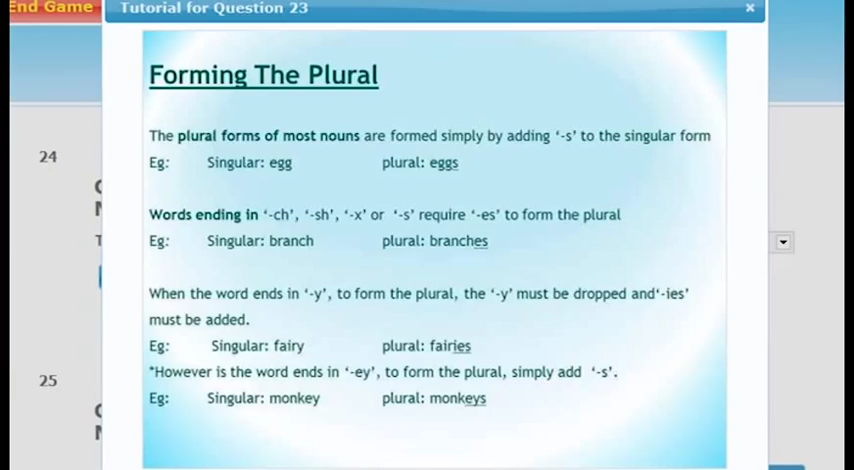 End Game
Tutorial for Question 23
×
Forming The Plural
The plural forms of most nouns are formed simply by adding ‘-s’ to the singular form
Eg: Singular: egg plural: eggs
24
Words ending in ‘-ch’, ‘-sh’, ‘-x’ or ‘-s’ require ‘-es’ to form the plural
Eg: Singular: branch plural: branches
When the word ends in ‘-y’, to form the plural, the ‘-y’ must be dropped and‘-ies’
must be added.
Eg: Singular: fairy plural: fairies
*However is the word ends in ‘-ey’, to form the plural, simply add ‘-s’.
25
Eg: Singular: monkey plural: monkeys